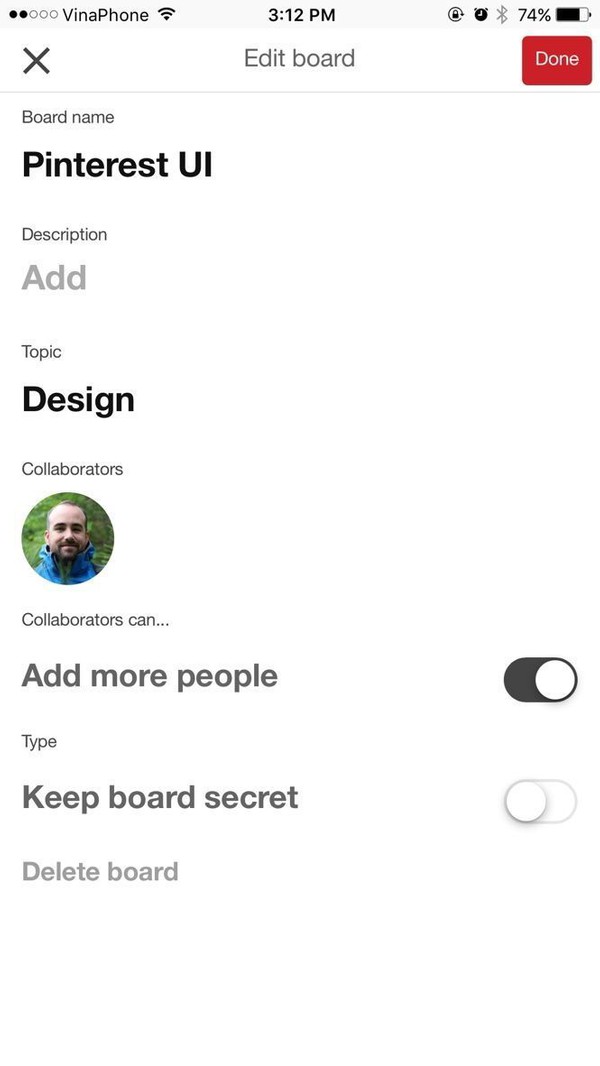 VinaPhone 3:12 PM 74%
Edit board Done
Board name
Pinterest UI
Description
Add
Topic
Design
Collaborators
Collaborators can...
Add more people
Type
Keep board secret
Delete board